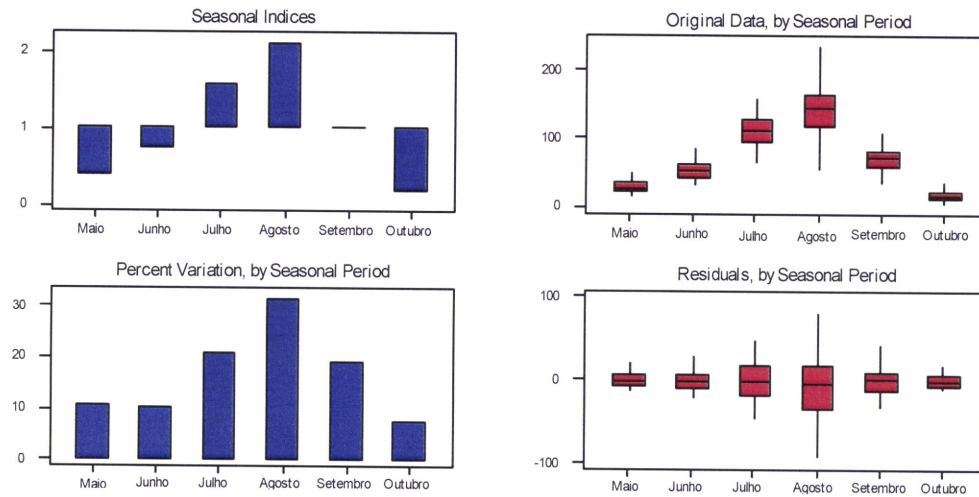 Seasonal Indices
2
1
0
Maio Junho Julho Agosto Setembro Outubro
Original Data, by Seasonal Period
200
100
0
Maio Junho Julho Agosto Setembro Outubro
Percent Variation, by Seasonal Period
30
20
10
0
Maio Junho Julho Agosto Setembro Outubro
Residuals, by Seasonal Period
100
0
-100
Maio Junho Julho Agosto Setembro Outubro